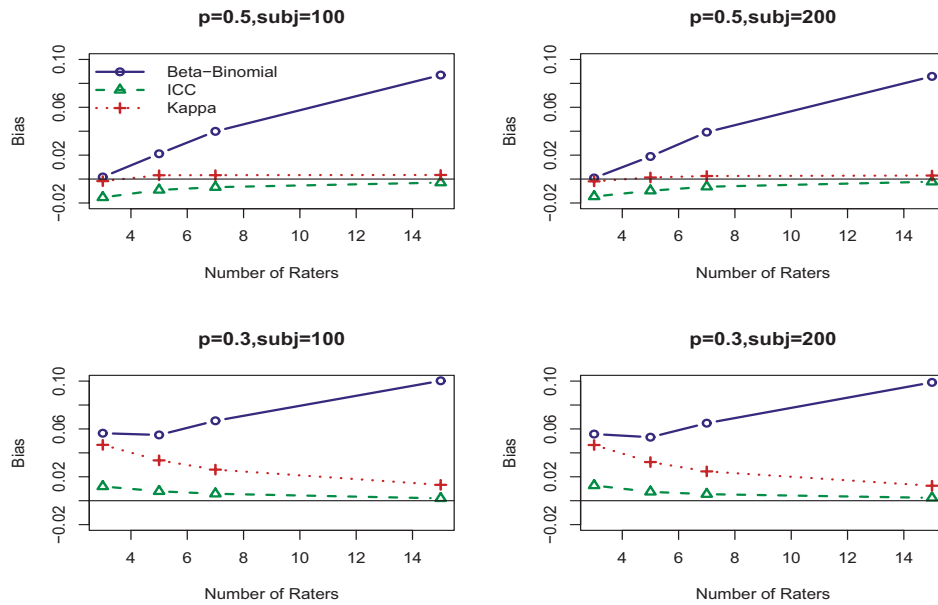 p=0.5,subj=100
Bias
−0.02 0.02 0.06 0.10
Beta−Binomial
ICC
Kappa
4 6 8 10 12 14
Number of Raters
p=0.5,subj=200
Bias
−0.02 0.02 0.06 0.10
4 6 8 10 12 14
Number of Raters
p=0.3,subj=100
Bias
−0.02 0.02 0.06 0.10
4 6 8 10 12 14
Number of Raters
p=0.3,subj=200
Bias
−0.02 0.02 0.06 0.10
4 6 8 10 12 14
Number of Raters